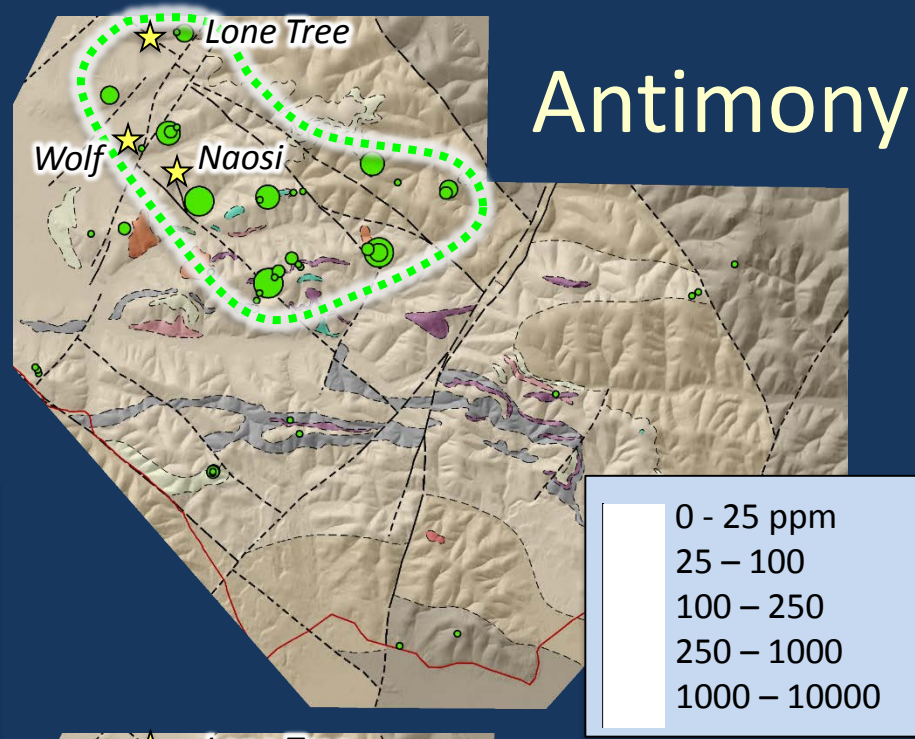 Lone Tree
Antimony
Wolf
Naosi
0 - 25 ppm
25 – 100
100 – 250
250 – 1000
1000 – 10000